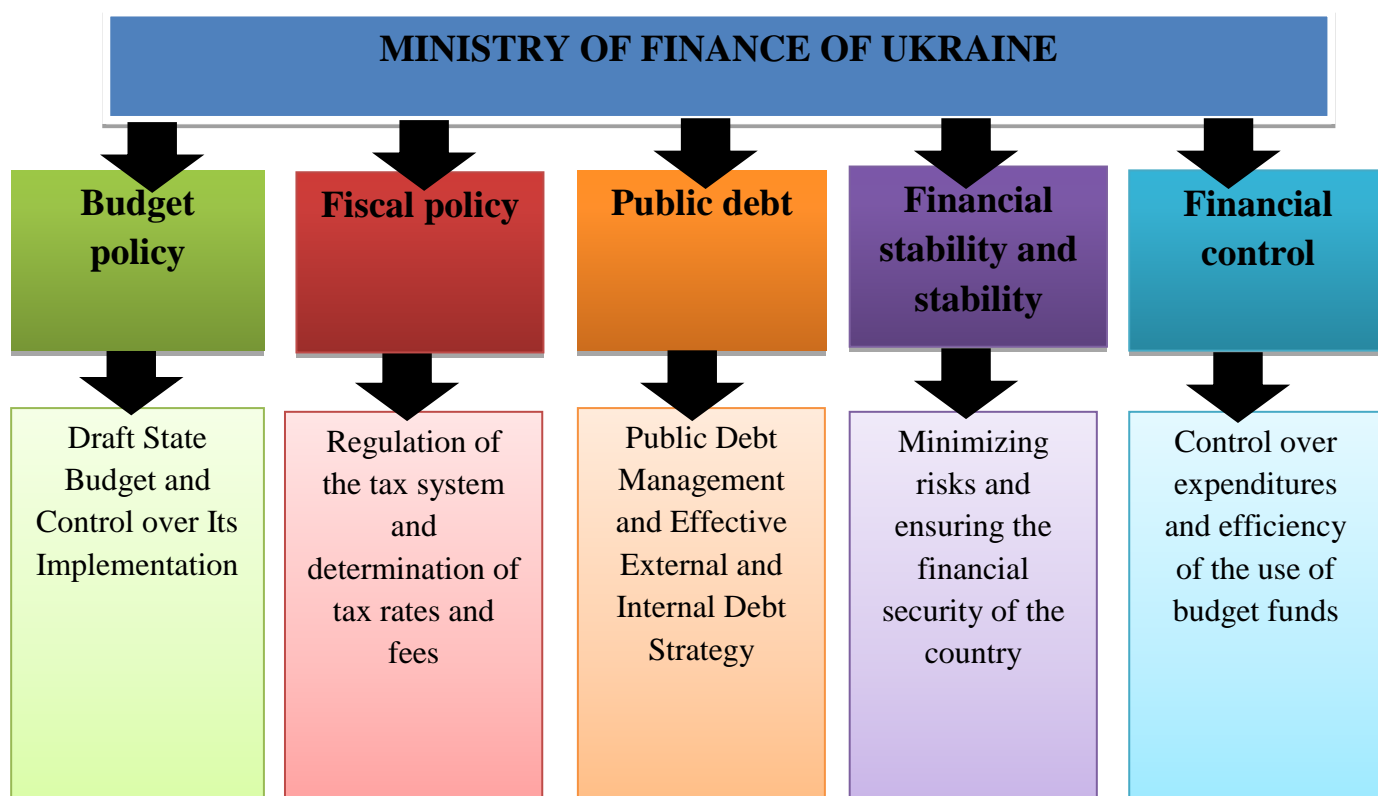 MINISTRY OF FINANCE OF UKRAINE
Budget
policy
Fiscal policy
Public debt
Financial
stability and
stability
Financial
control
Draft State
Budget and
Control over Its
Implementation
Regulation of
the tax system
and
determination of
tax rates and
fees
Public Debt
Management
and Effective
External and
Internal Debt
Strategy
Minimizing
risks and
ensuring the
financial
security of the
country
Control over
expenditures
and efficiency
of the use of
budget funds